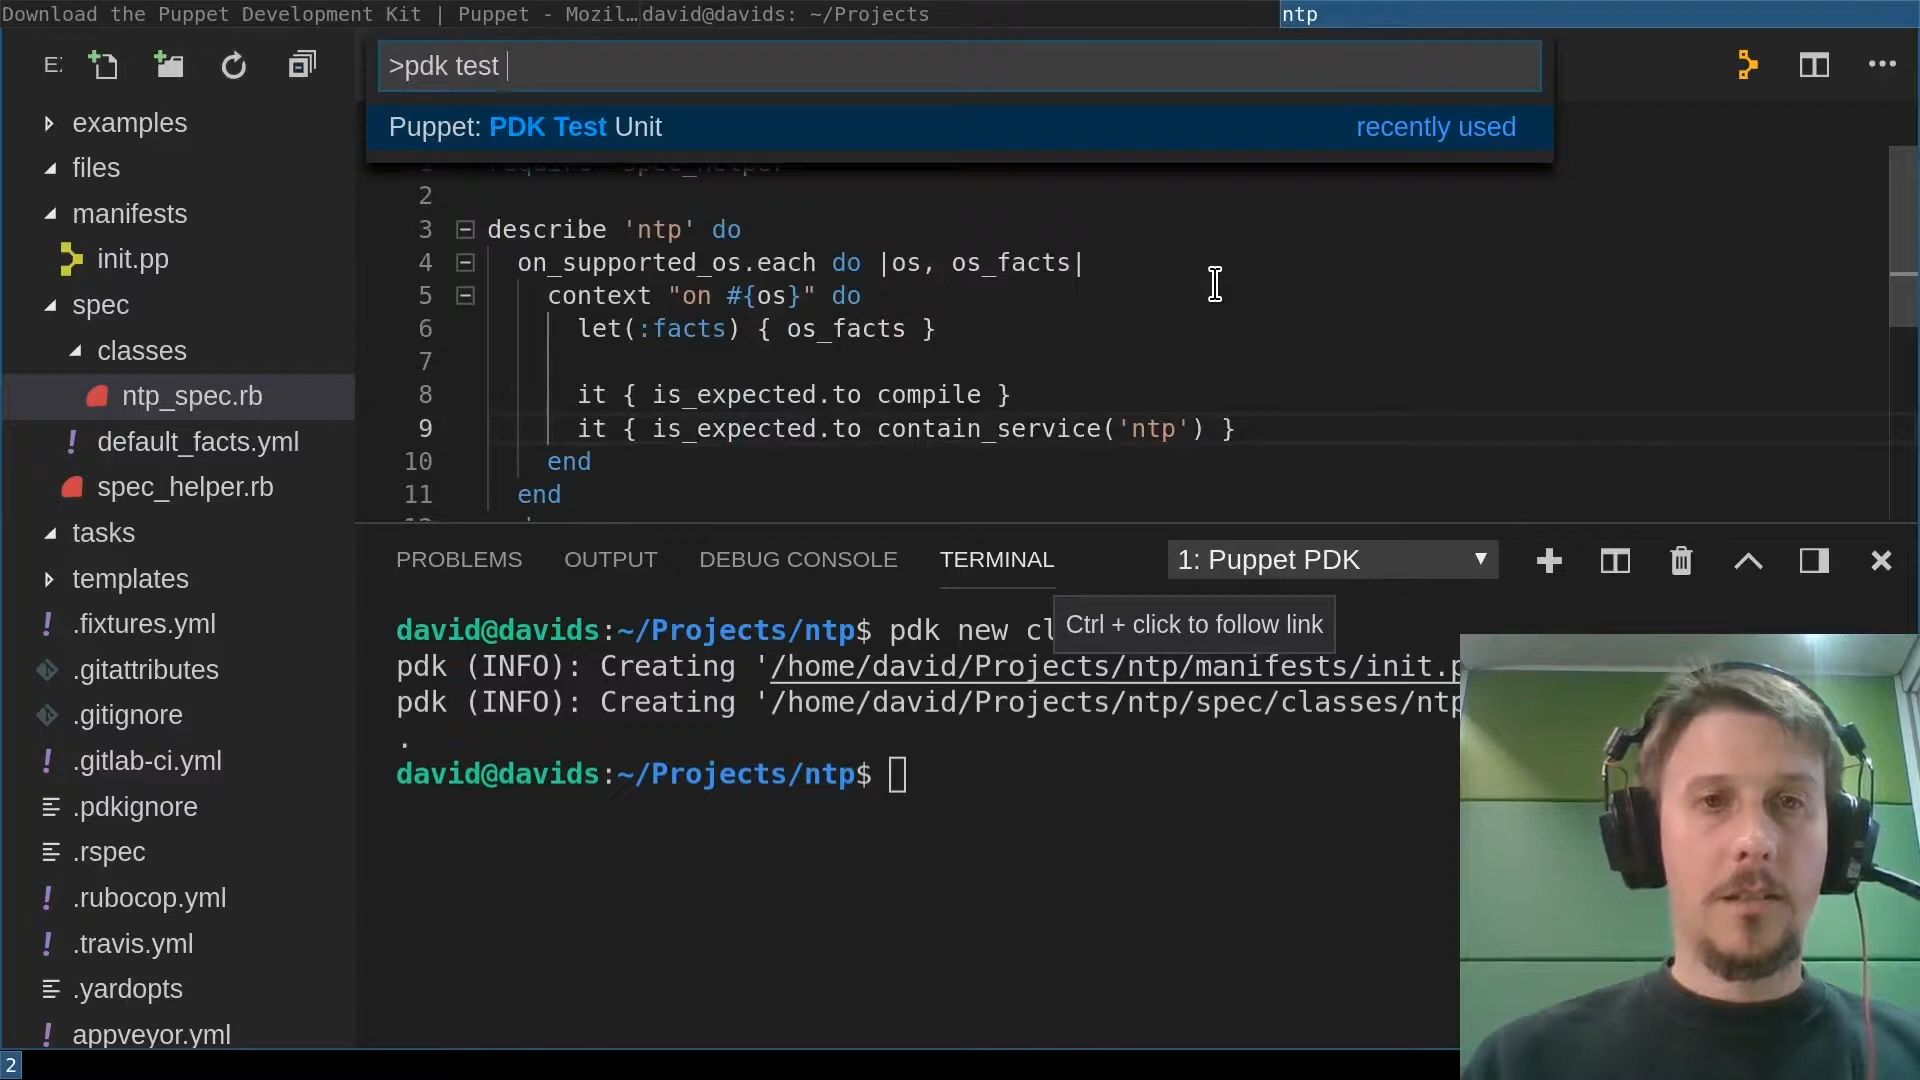 Download the Puppet Development Kit | Puppet - Mozil… david@davids: ~/Projects ntp
>pdk test
Puppet: PDK Test Unit recently used
examples
files
manifests
init.pp
spec
classes
ntp_spec.rb
default_facts.yml
spec_helper.rb
tasks
templates
.fixtures.yml
.gitattributes
.gitignore
.gitlab-ci.yml
.pdkignore
.rspec
.rubocop.yml
.travis.yml
.yardopts
appveyor.yml
2
3 describe 'ntp' do
4 on_supported_os.each do |os, os_facts|
5 context "on #{os}" do
6 let(:facts) { os_facts }
7
8 it { is_expected.to compile }
9 it { is_expected.to contain_service('ntp') }
10 end
11 end
PROBLEMS OUTPUT DEBUG CONSOLE TERMINAL 1: Puppet PDK
Ctrl + click to follow link
david@davids:~/Projects/ntp$ pdk new cl
pdk (INFO): Creating '/home/david/Projects/ntp/manifests/init.p
pdk (INFO): Creating '/home/david/Projects/ntp/spec/classes/ntp
.
david@davids:~/Projects/ntp$
2